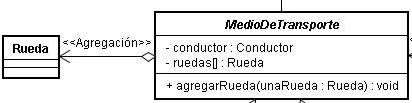 MedioDeTransporte
Rueda
<<Agregación>>
- conductor : Conductor
- ruedas[] : Rueda
+ agregarRueda(unaRueda : Rueda) : void